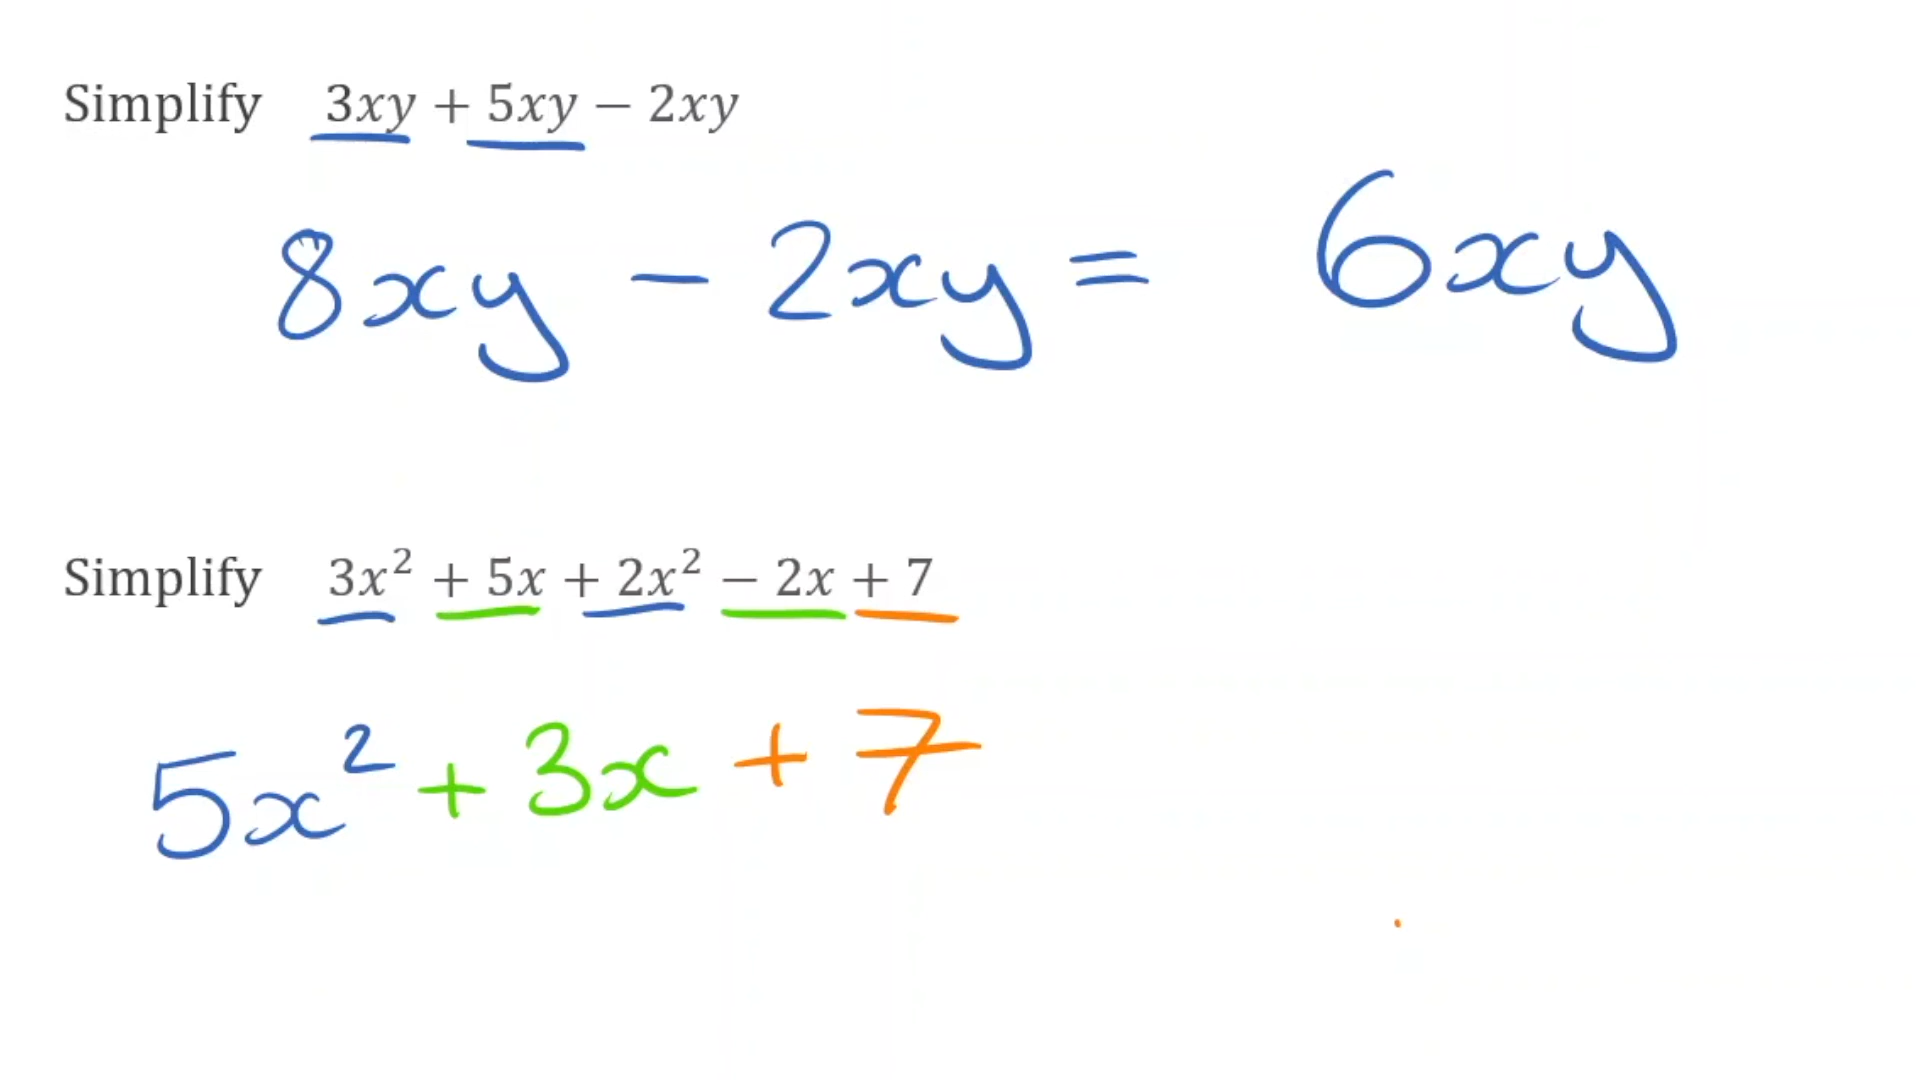 Simplify 3xy + 5xy − 2xy
8xy − 2xy = 6xy
Simplify 3x² + 5x + 2x² − 2x + 7
5x² + 3x + 7